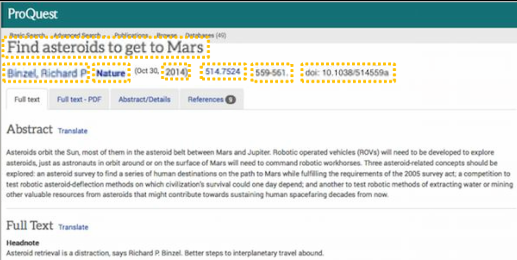 ProQuest
Basic Search Advanced Search Publications Browse Databases (45)
Find asteroids to get to Mars
Binzel, Richard P. Nature (Oct 30, 2014) 514.7524 559-561. doi: 10.1038/514559a
Full text Full text - PDF Abstract/Details References 9
Abstract Translate
Asteroids orbit the Sun, most of them in the asteroid belt between Mars and Jupiter. Robotic operated vehicles (ROVs) will need to be developed to explore
asteroids, just as astronauts in orbit around or on the surface of Mars will need to command robotic workhorses. Three asteroid-related concepts should be
explored: an asteroid survey to find a series of human destinations on the path to Mars while fulfilling the requirements of the 2005 survey act; a competition to
test robotic asteroid-deflection methods on which civilization's survival could one day depend; and another to test robotic methods of extracting water or mining
other valuable resources from asteroids that might contribute towards sustaining human spacefaring decades from now.
Full Text Translate
Headnote
Asteroid retrieval is a distraction, says Richard P. Binzel. Better steps to interplanetary travel abound.